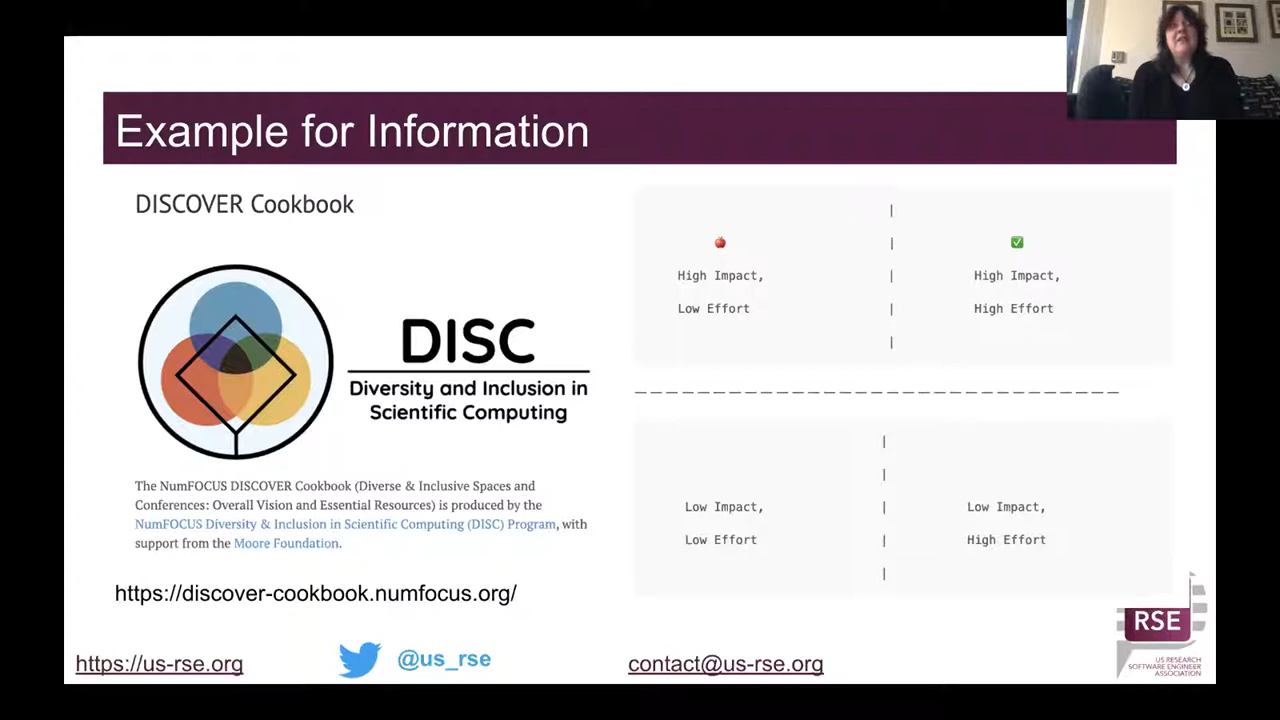 Example for Information
DISCOVER Cookbook
DISC
Diversity and Inclusion in
Scientific Computing
The NumFOCUS DISCOVER Cookbook (Diverse & Inclusive Spaces and
Conferences: Overall Vision and Essential Resources) is produced by the
NumFOCUS Diversity & Inclusion in Scientific Computing (DISC) Program, with
support from the Moore Foundation.
https://discover-cookbook.numfocus.org/
High Impact,
Low Effort
High Impact,
High Effort
Low Impact,
Low Effort
Low Impact,
High Effort
https://us-rse.org
@us_rse
contact@us-rse.org
RSE
US RESEARCH
SOFTWARE ENGINEER
ASSOCIATION